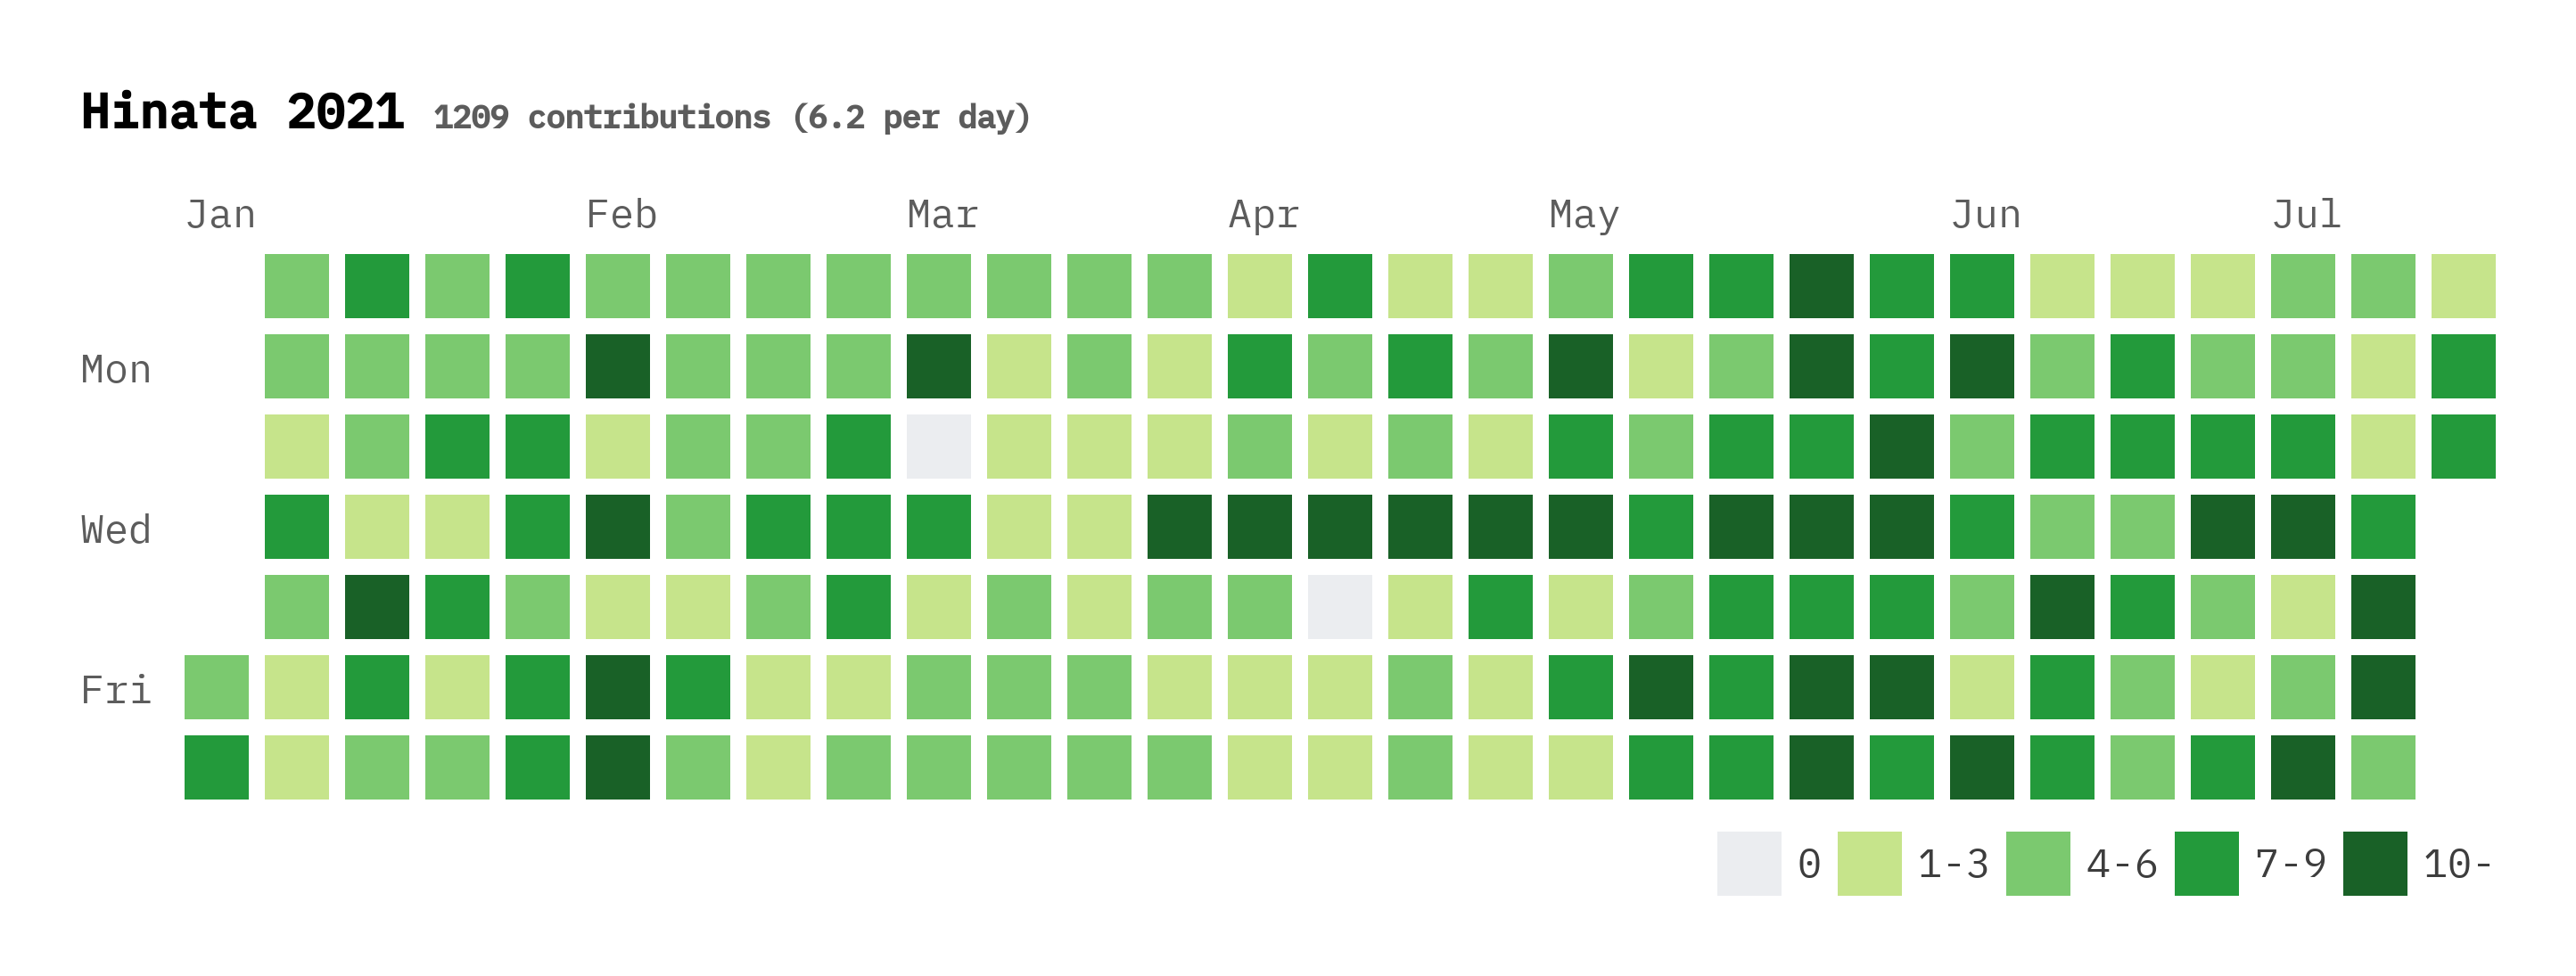 Hinata 2021 1209 contributions (6.2 per day)
Jan Feb Mar Apr May Jun Jul
Mon
Wed
Fri
0 1-3 4-6 7-9 10-